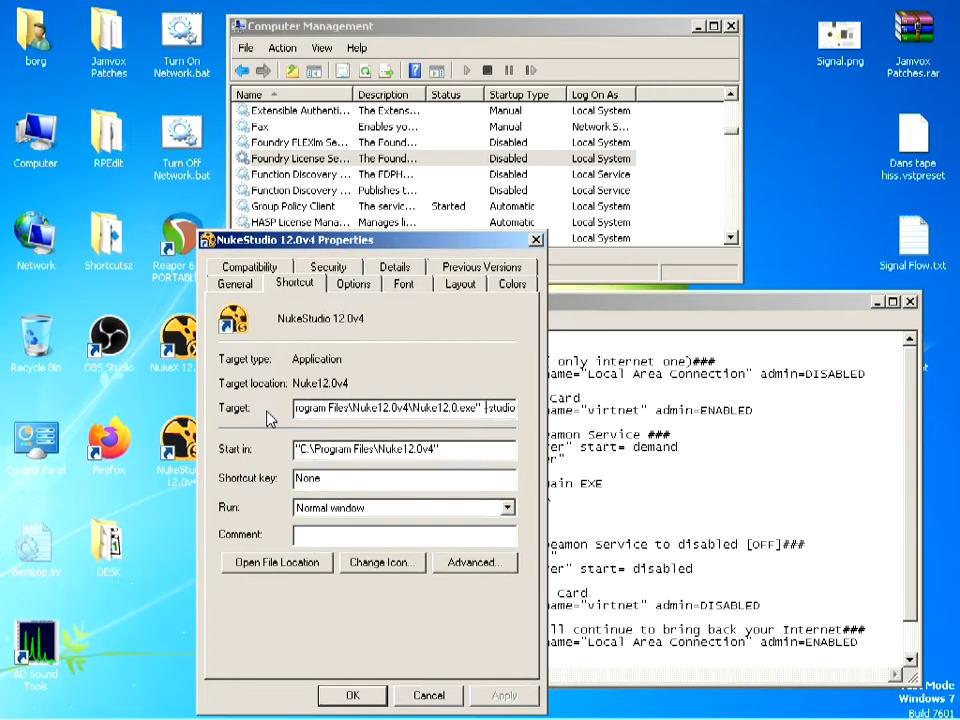 borg
Jamvox
Patches
Turn On
Network.bat
Signal.png
Jamvox
Patches.rar
Computer
RPEdit
Turn Off
Network.bat
Dans tape
hiss.vstpreset
Network
Shortcutsz
Reaper 6
PORTABL
Signal Flow.txt
Recycle Bin
OBS Studio
NukeX 12.
Control Panel
Firefox
NukeStu
12.0v4
desktop.ini
DESK
AD Sound
Tools
Computer Management
File Action View Help
Name Description Status Startup Type Log On As
Extensible Authenti... The Extens... Manual Local System
Fax Enables yo... Manual Network S...
Foundry FLEXlm Se... The Found... Disabled Local System
Foundry License Se... The Found... Disabled Local System
Function Discovery ... The FDPH... Disabled Local Service
Function Discovery ... Publishes t... Disabled Local Service
Group Policy Client The servic... Started Automatic Local System
HASP License Mana... Manages li... Automatic Local System
Local System
NukeStudio 12.0v4 Properties
Compatibility Security Details Previous Versions
General Shortcut Options Font Layout Colors
NukeStudio 12.0v4
Target type: Application
Target location: Nuke12.0v4
Target: rogram Files\Nuke12.0v4\Nuke12.0.exe" -studio
Start in: "C:\Program Files\Nuke12.0v4"
Shortcut key: None
Run: Normal window
Comment:
Open File Location Change Icon... Advanced...
OK Cancel Apply
only internet one)###
name="Local Area Connection" admin=DISABLED
Card
name="virtnet" admin=ENABLED
eamon Service ###
er" start= demand
er"
ain EXE
eamon Service to disabled [OFF]###
"
er" start= disabled
Card
name="virtnet" admin=DISABLED
ll continue to bring back your Internet###
name="Local Area Connection" admin=ENABLED
Mode
Windows 7
Build 7601